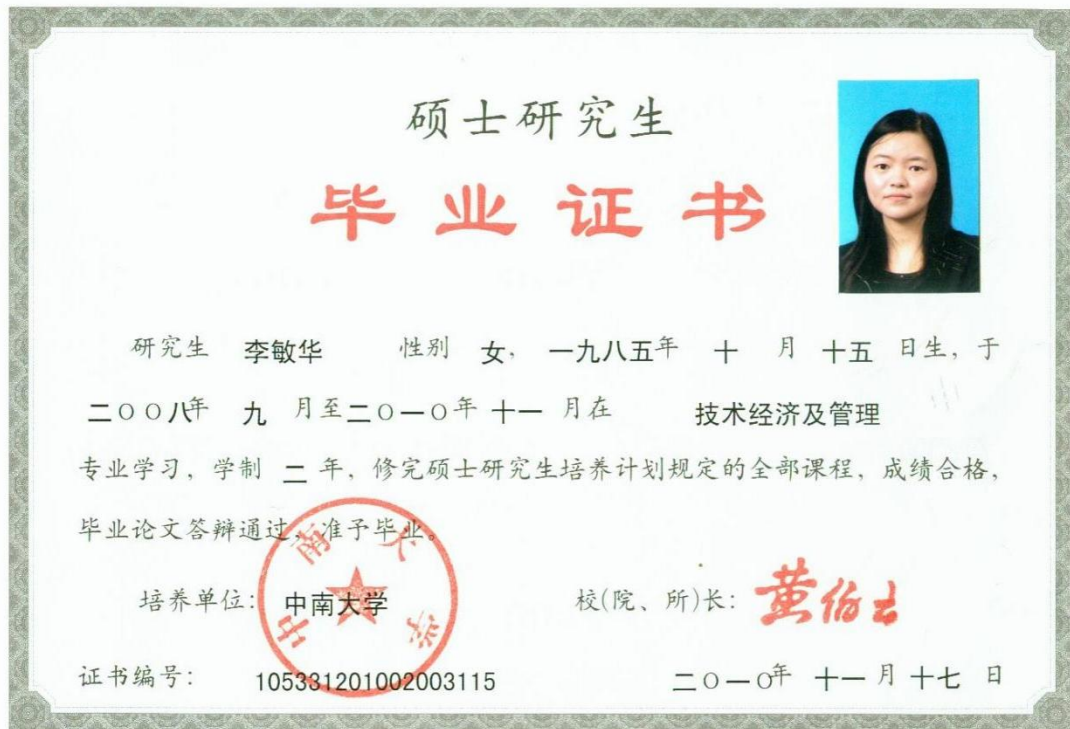 硕士研究生
毕业证书
研究生 李敏华 性别 女, 一九八五年 十 月 十五 日生, 于
二〇〇八年 九 月至二〇一〇年 十一 月在 技术经济及管理
专业学习, 学制 二 年, 修完硕士研究生培养计划规定的全部课程, 成绩合格,
毕业论文答辩通过, 准予毕业。
培养单位: 中南大学 校(院、所)长: 黄伯云
中南大学
证书编号: 105331201002003115 二〇一〇年 十一 月 十七 日